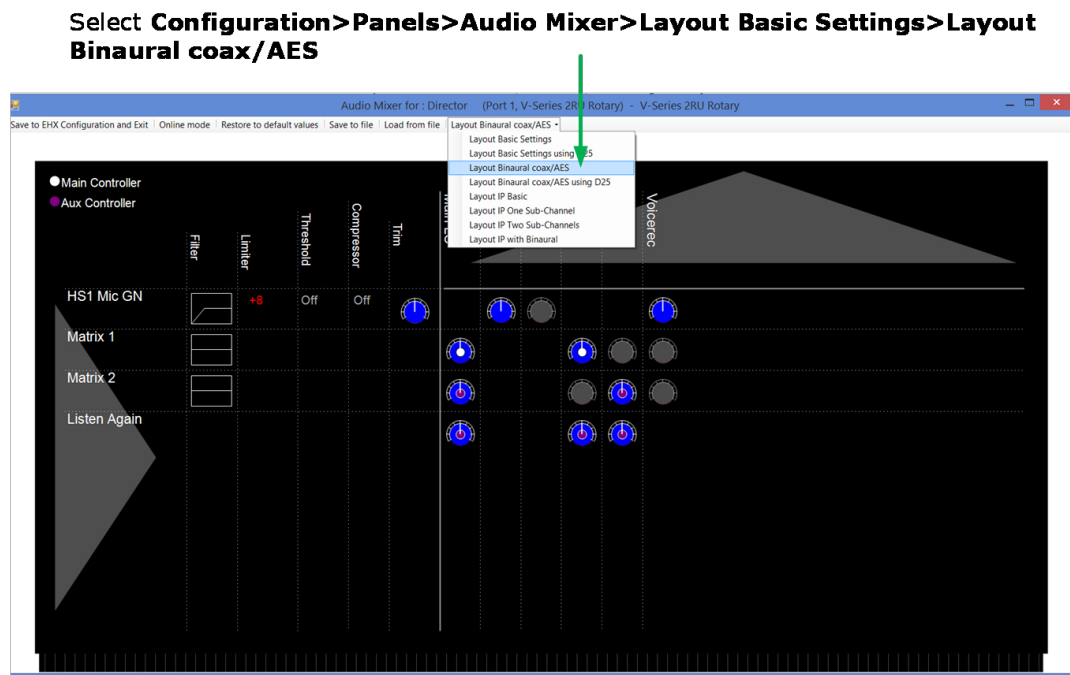 Select Configuration>Panels>Audio Mixer>Layout Basic Settings>Layout
Binaural coax/AES
Audio Mixer for : Director (Port 1, V-Series 2RU Rotary) - V-Series 2RU Rotary
Save to EHX Configuration and Exit Online mode Restore to default values Save to file Load from file Layout Binaural coax/AES
Layout Basic Settings
Layout Basic Settings using
Layout Binaural coax/AES
Layout Binaural coax/AES using D25
Layout IP Basic
Layout IP One Sub-Channel
Layout IP Two Sub-Channels
Layout IP with Binaural
Main Controller
Aux Controller
Filter
Limiter
Threshold
Compressor
Trim
Voicerec
HS1 Mic GN
+8
Off
Off
Matrix 1
Matrix 2
Listen Again